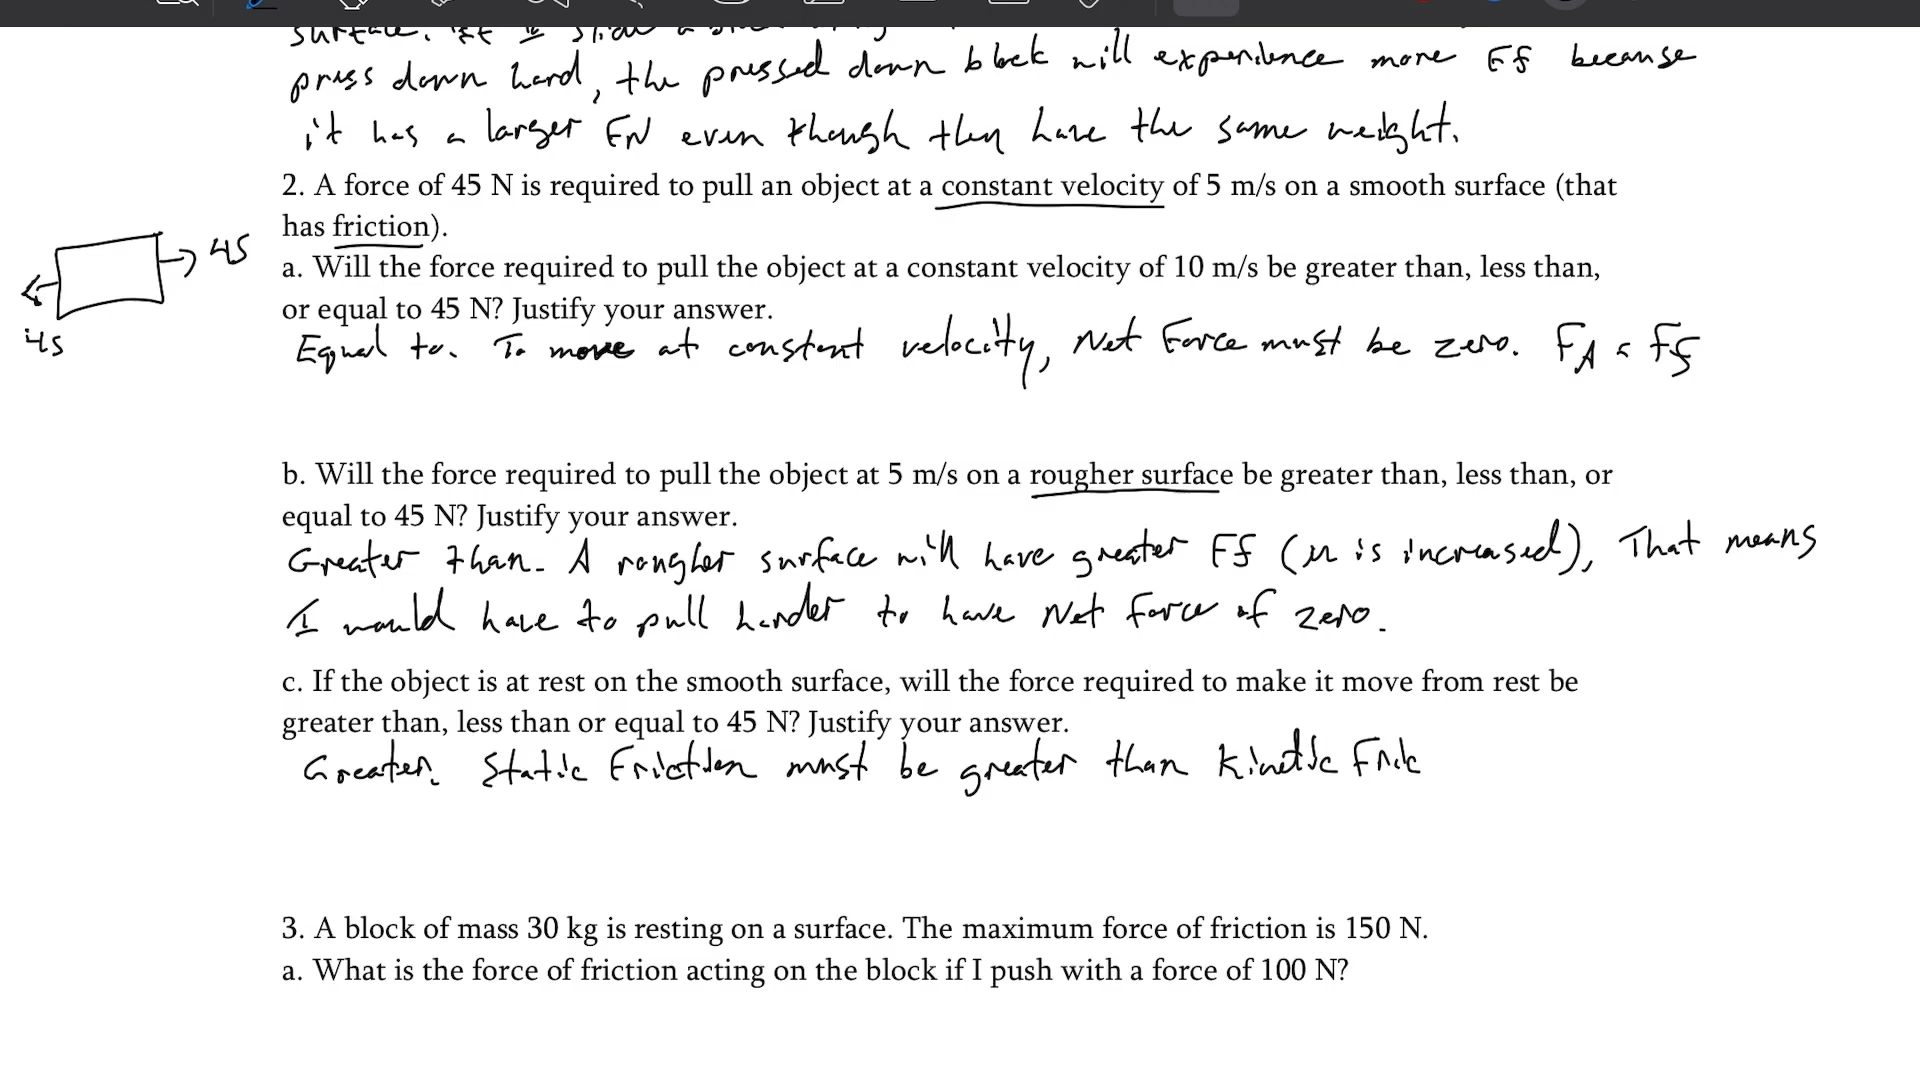 surface. If I slide a
press down hard, the pressed down block will experience more Ff because
it has a larger FN even though they have the same weight.
2. A force of 45 N is required to pull an object at a constant velocity of 5 m/s on a smooth surface (that
has friction).
45
a. Will the force required to pull the object at a constant velocity of 10 m/s be greater than, less than,
or equal to 45 N? Justify your answer.
45
Equal to. To move at constant velocity, Net Force must be zero. FA = Ff
b. Will the force required to pull the object at 5 m/s on a rougher surface be greater than, less than, or
equal to 45 N? Justify your answer.
Greater than. A rougher surface will have greater Ff (μ is increased), That means
I would have to pull harder to have Net Force of zero.
c. If the object is at rest on the smooth surface, will the force required to make it move from rest be
greater than, less than or equal to 45 N? Justify your answer.
Greater. Static Friction must be greater than Kinetic Fric
3. A block of mass 30 kg is resting on a surface. The maximum force of friction is 150 N.
a. What is the force of friction acting on the block if I push with a force of 100 N?